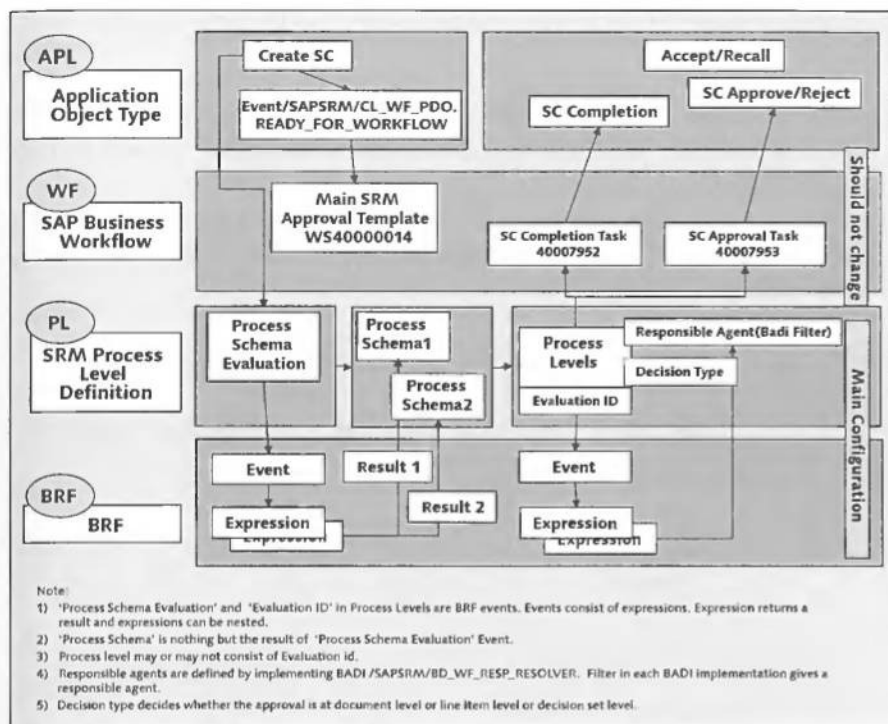 APL
Application
Object Type
Create SC
Event/SAPSRM/CL_WF_PDO.
READY_FOR_WORKFLOW
Accept/Recall
SC Completion
SC Approve/Reject
WF
SAP Business
Workflow
Main SRM
Approval Template
WS40000014
SC Completion Task
40007952
SC Approval Task
40007953
Should not change
PL
SRM Process
Level
Definition
Process
Schema
Evaluation
Process
Schema1
Process
Schema2
Process
Levels
Evaluation ID
Responsible Agent(Badi Filter)
Decision Type
Main Configuration
BRF
BRF
Event
Expression
Expression
Result 1
Result 2
Event
Expression
Expression
Note:
1) 'Process Schema Evaluation' and 'Evaluation ID' in Process Levels are BRF events. Events consist of expressions. Expression returns a
result and expressions can be nested.
2) 'Process Schema' is nothing but the result of 'Process Schema Evaluation' Event.
3) Process level may or may not consist of Evaluation id.
4) Responsible agents are defined by implementing BADI /SAPSRM/BD_WF_RESP_RESOLVER. Filter in each BADI implementation gives a
responsible agent.
5) Decision type decides whether the approval is at document level or line item level or decision set level.